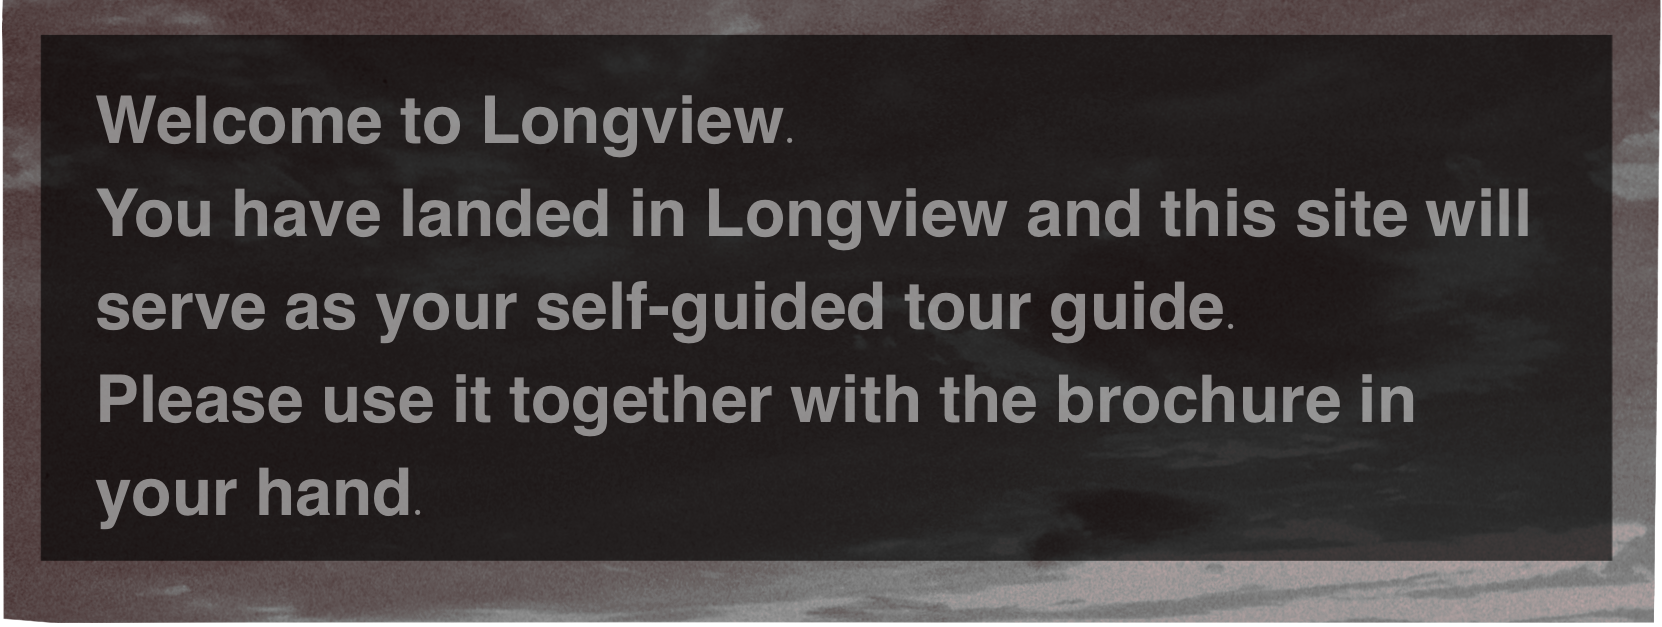 Welcome to Longview.
You have landed in Longview and this site will
serve as your self-guided tour guide.
Please use it together with the brochure in
your hand.